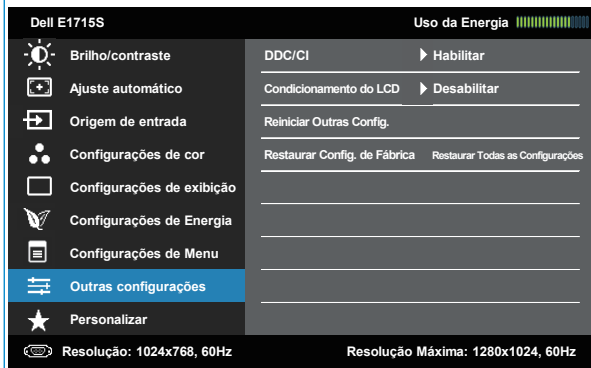 Dell E1715S Uso da Energia
Brilho/contraste DDC/CI Habilitar
Ajuste automático Condicionamento do LCD Desabilitar
Origem de entrada Reiniciar Outras Config.
Configurações de cor Restaurar Config. de Fábrica Restaurar Todas as Configurações
Configurações de exibição
Configurações de Energia
Configurações de Menu
Outras configurações
Personalizar
Resolução: 1024x768, 60Hz Resolução Máxima: 1280x1024, 60Hz